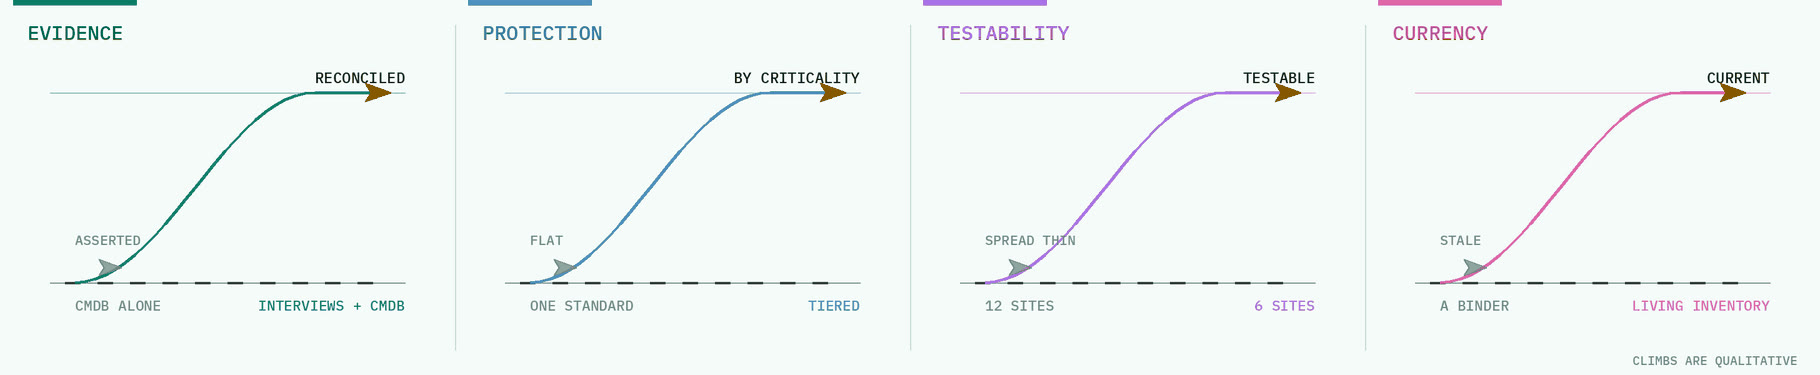 EVIDENCE
RECONCILED
ASSERTED
CMDB ALONE
INTERVIEWS + CMDB
PROTECTION
BY CRITICALITY
FLAT
ONE STANDARD
TIERED
TESTABILITY
TESTABLE
SPREAD THIN
12 SITES
6 SITES
CURRENCY
CURRENT
STALE
A BINDER
LIVING INVENTORY
CLIMBS ARE QUALITATIVE